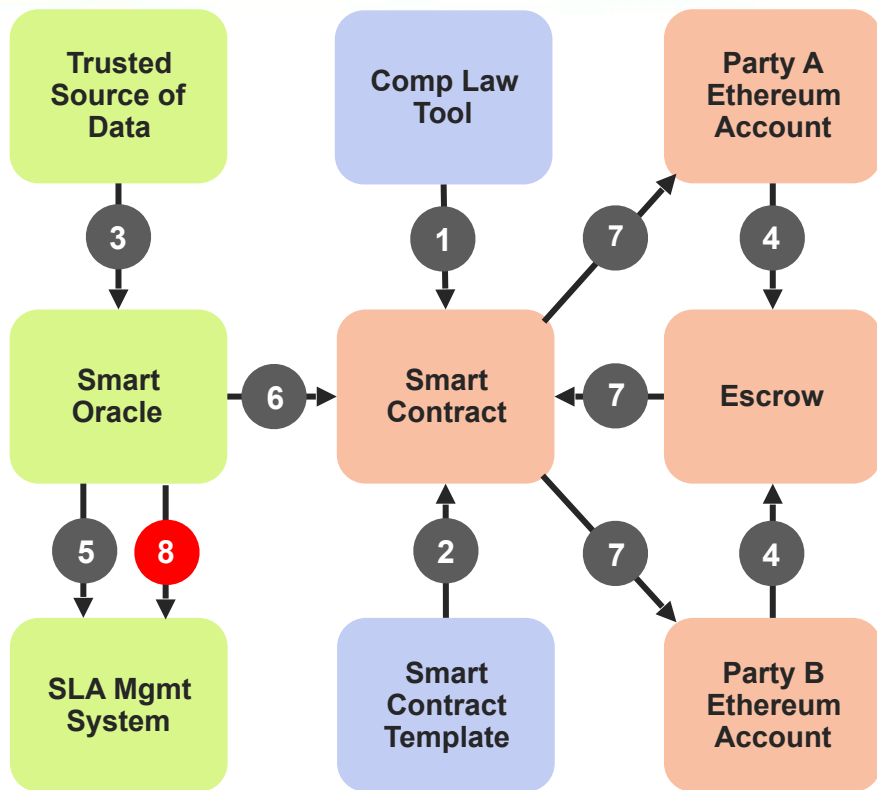 Trusted
Source of
Data
Comp Law
Tool
Party A
Ethereum
Account
3
1
7
4
Smart
Oracle
6
Smart
Contract
7
Escrow
5
8
2
7
4
SLA Mgmt
System
Smart
Contract
Template
Party B
Ethereum
Account